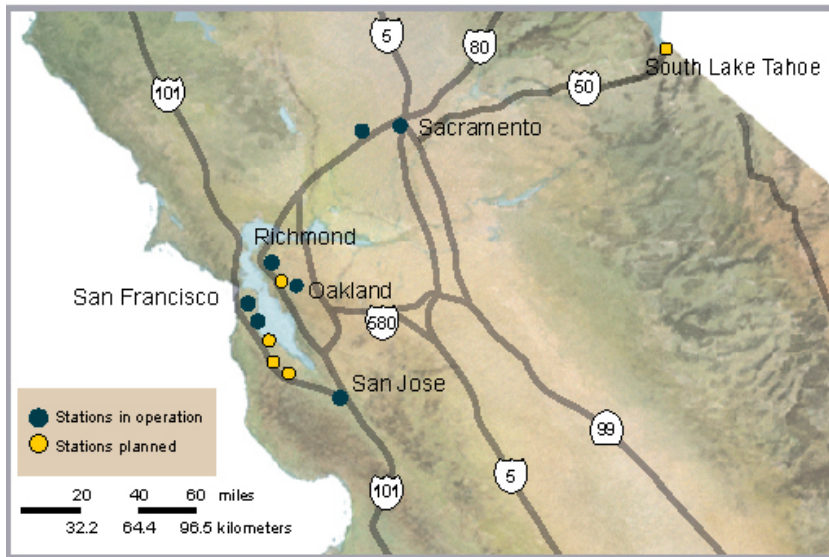 5
80
101
50
South Lake Tahoe
Sacramento
Richmond
San Francisco
Oakland
580
San Jose
Stations in operation
Stations planned
99
5
101
20 40 60 miles
32.2 64.4 96.5 kilometers